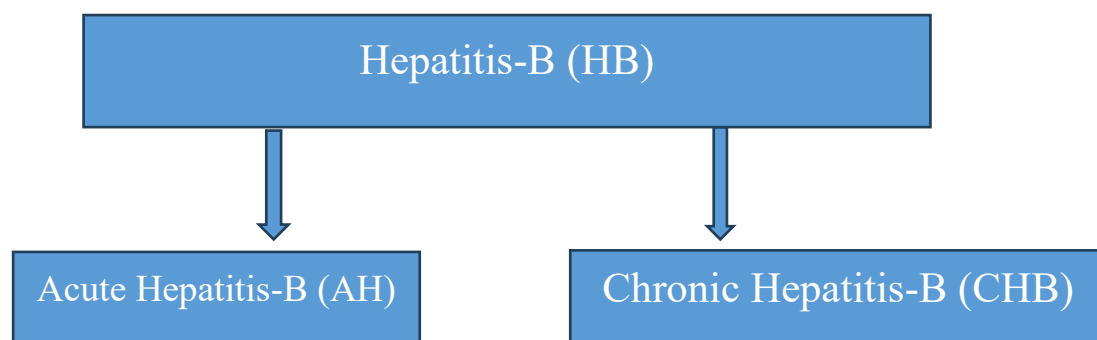 Hepatitis-B (HB)
Acute Hepatitis-B (AH)
Chronic Hepatitis-B (CHB)